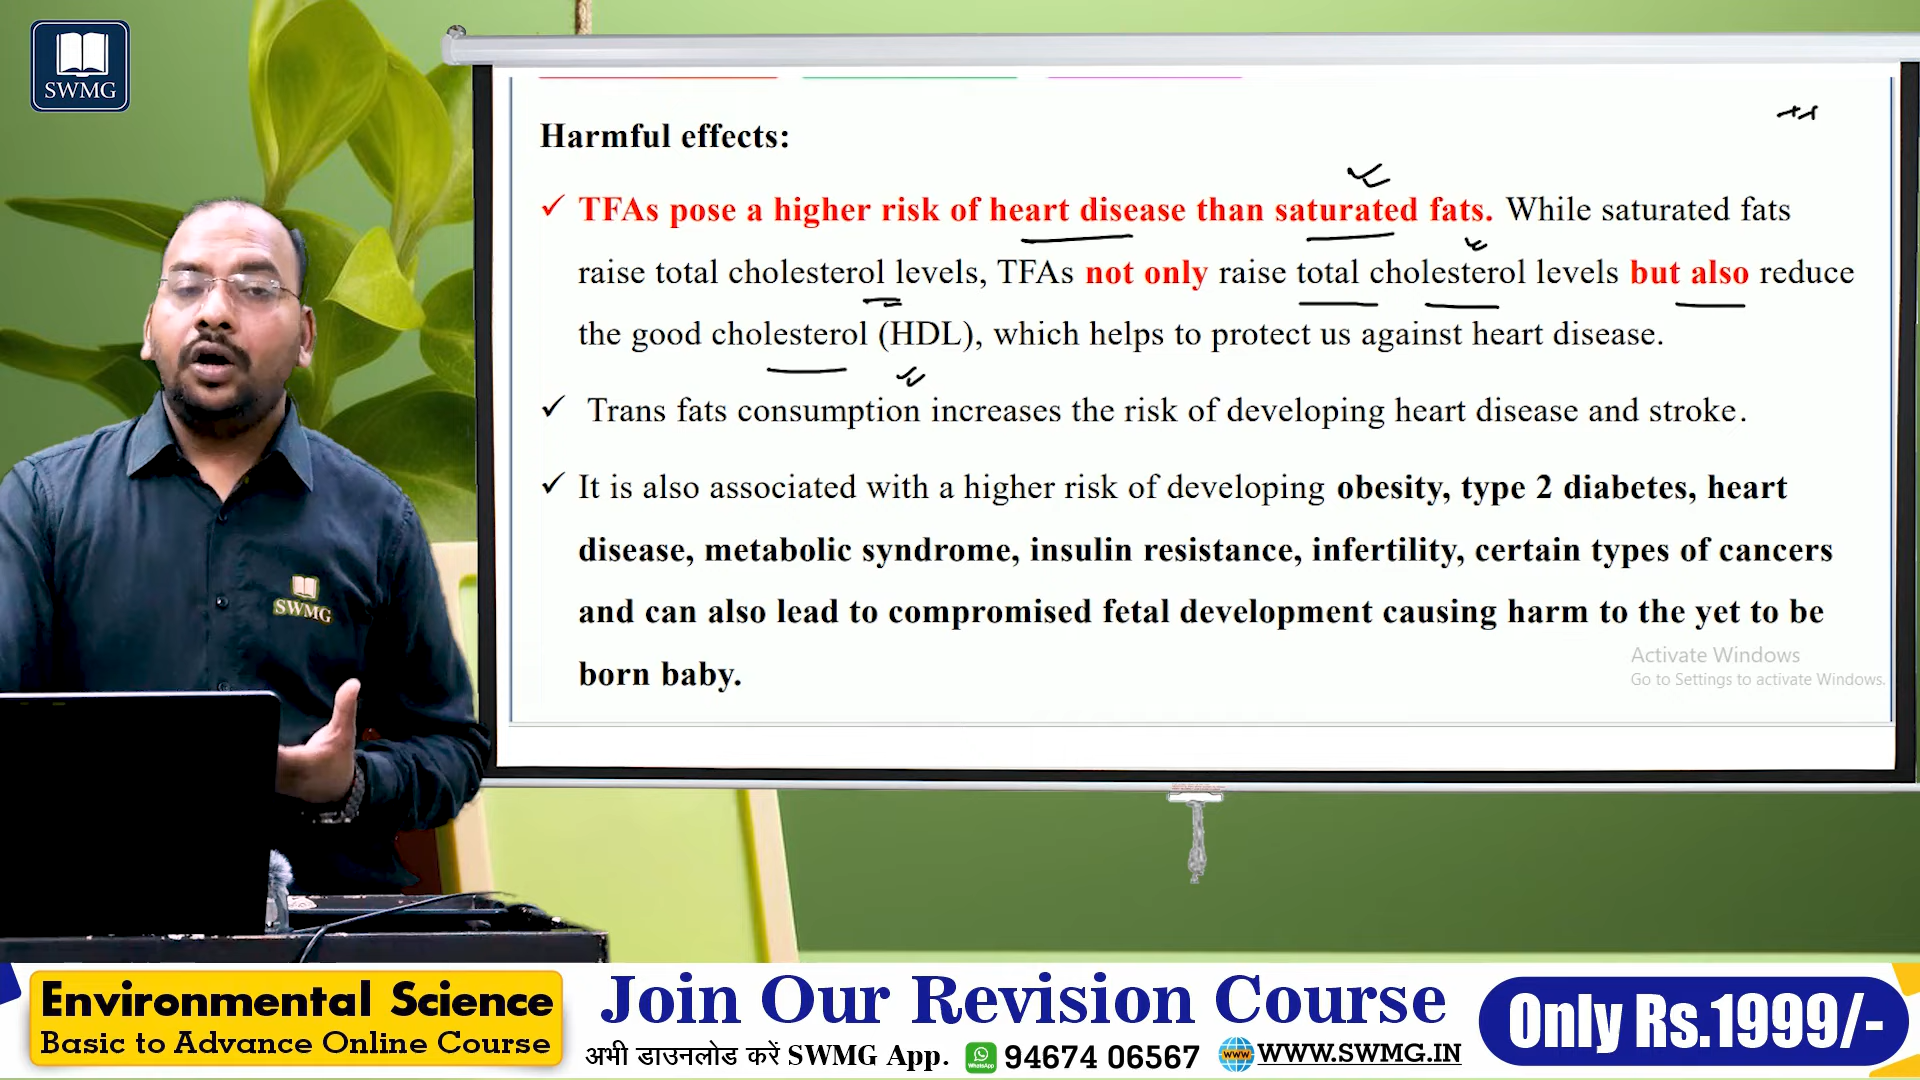 SWMG
Harmful effects:
✓ TFAs pose a higher risk of heart disease than saturated fats. While saturated fats
raise total cholesterol levels, TFAs not only raise total cholesterol levels but also reduce
the good cholesterol (HDL), which helps to protect us against heart disease.
✓ Trans fats consumption increases the risk of developing heart disease and stroke.
✓ It is also associated with a higher risk of developing obesity, type 2 diabetes, heart
disease, metabolic syndrome, insulin resistance, infertility, certain types of cancers
and can also lead to compromised fetal development causing harm to the yet to be
born baby.
Activate Windows
Go to Settings to activate Windows.
SWMG
Environmental Science
Basic to Advance Online Course
Join Our Revision Course
अभी डाउनलोड करें SWMG App. WhatsApp 94667 06567 www WWW.SWMG.IN
Only Rs.1999/-